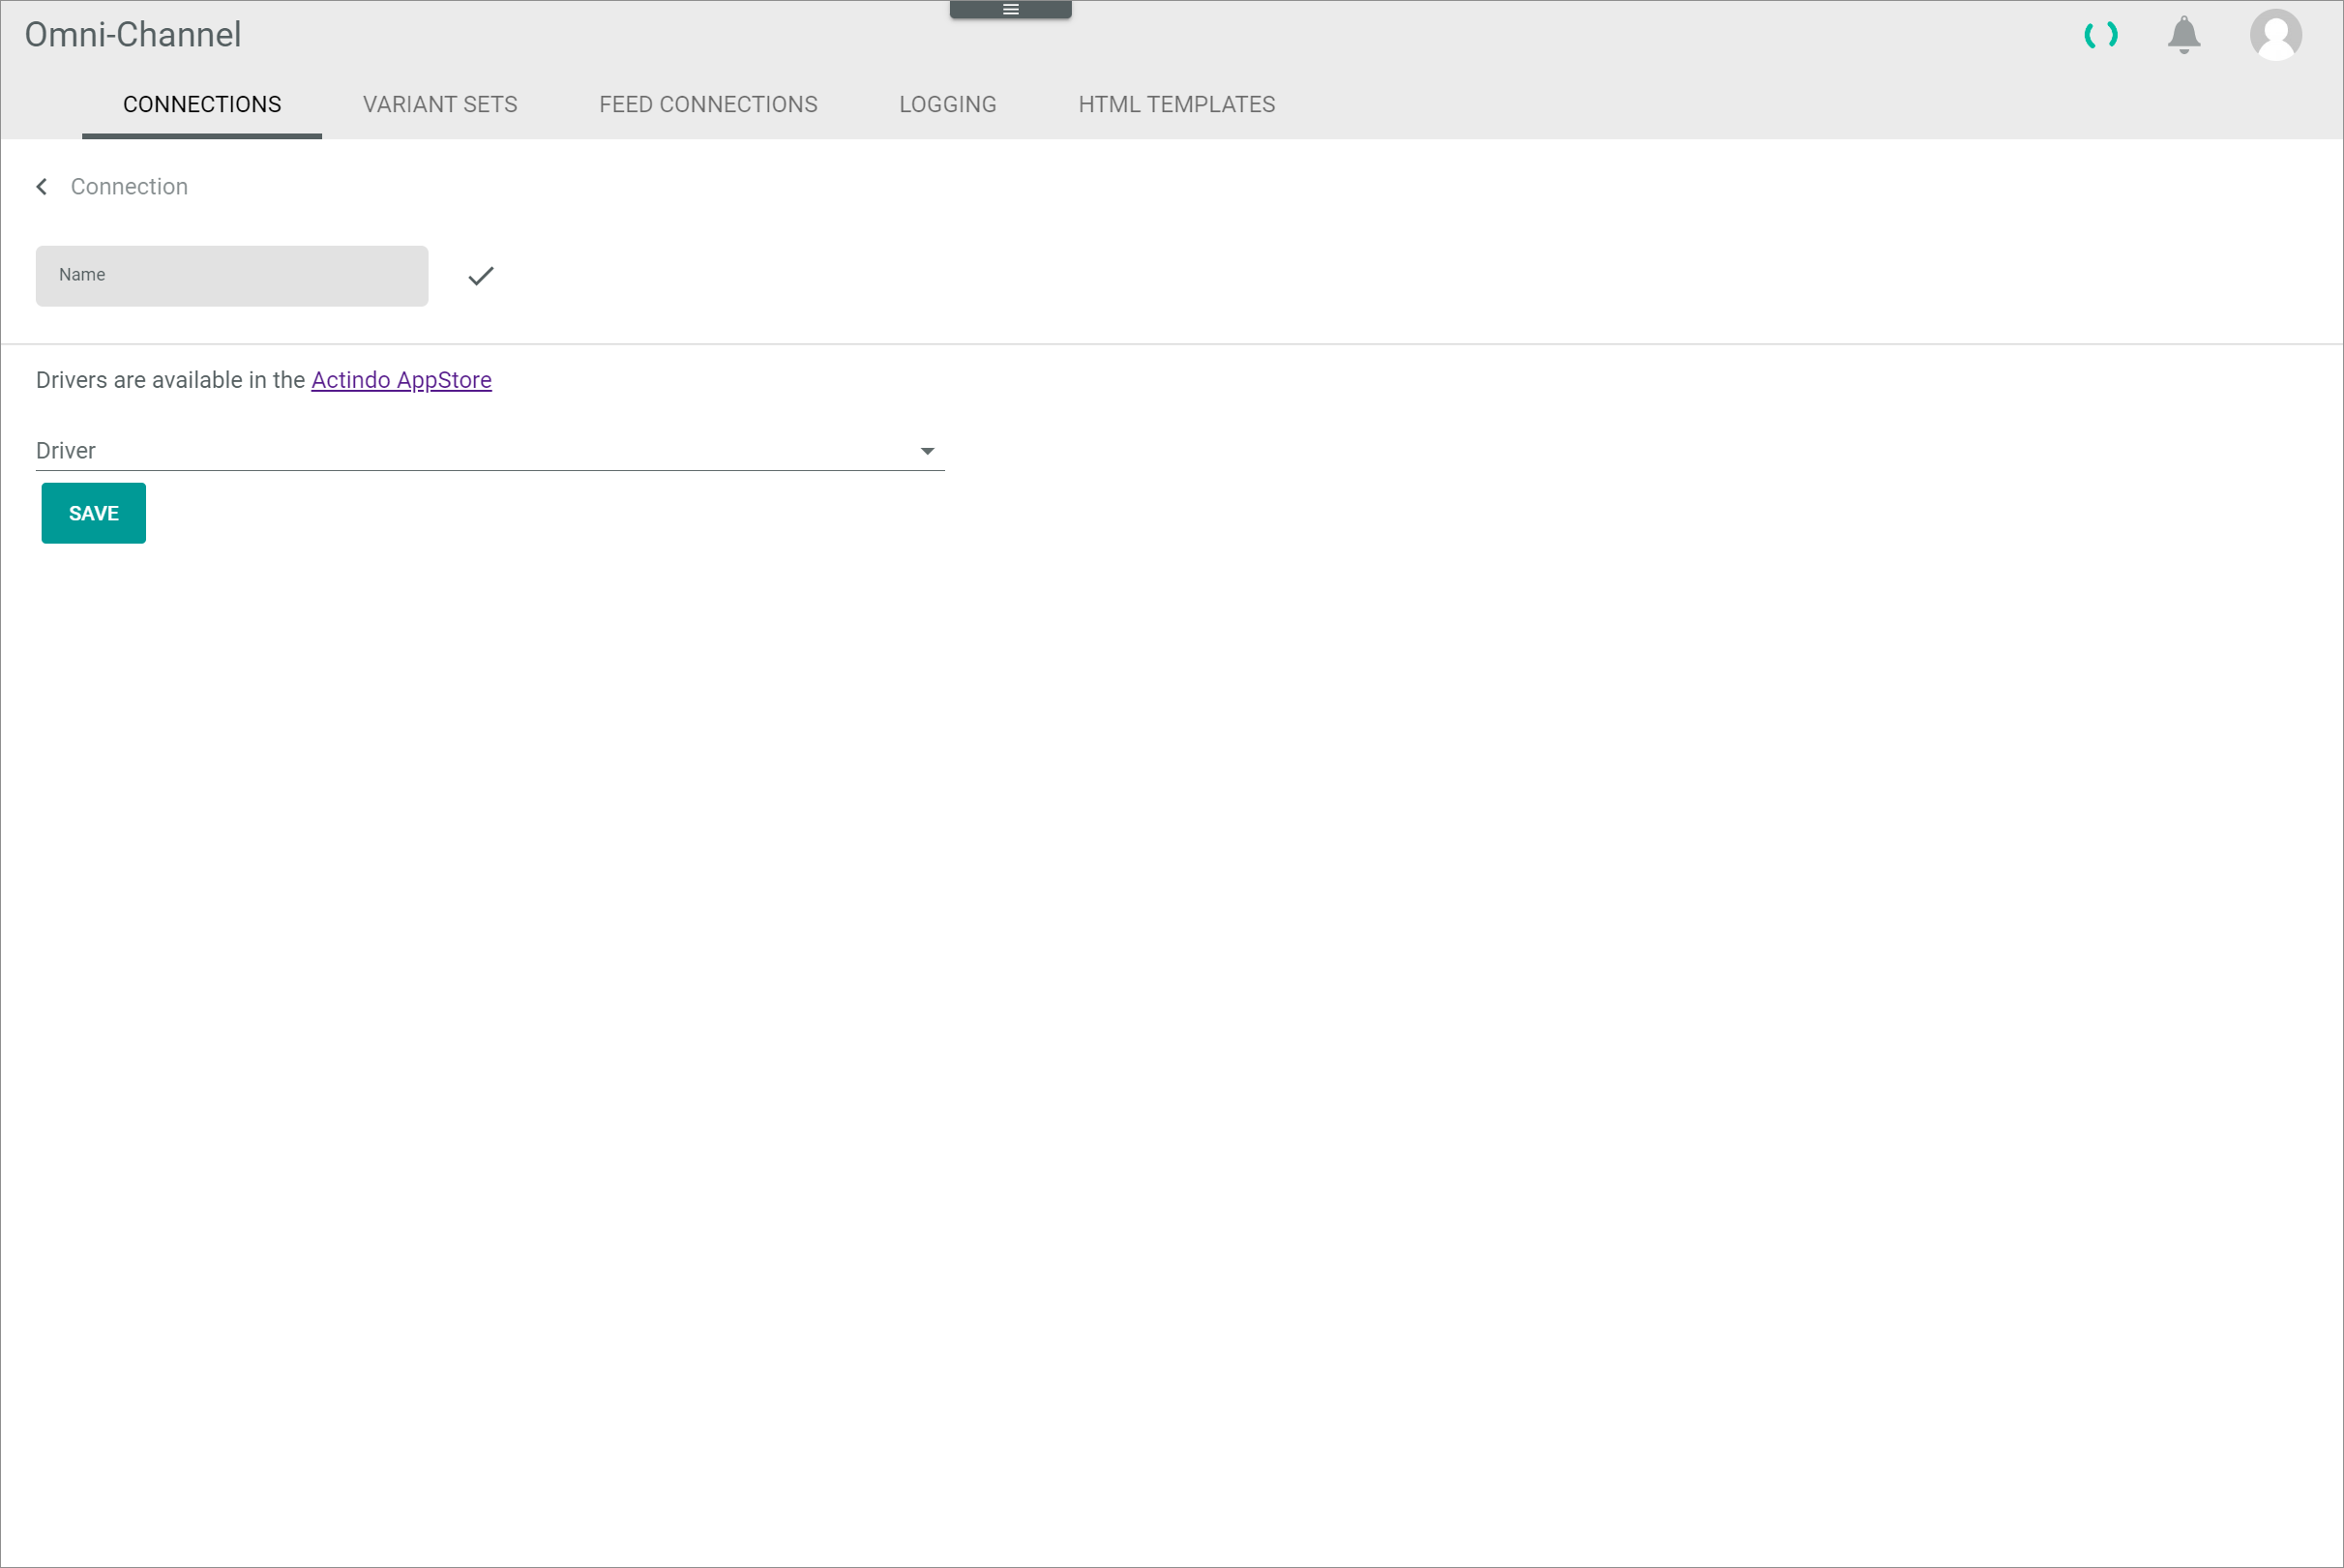 Omni-Channel
CONNECTIONS VARIANT SETS FEED CONNECTIONS LOGGING HTML TEMPLATES
Connection
Name
Drivers are available in the Actindo AppStore
Driver
SAVE